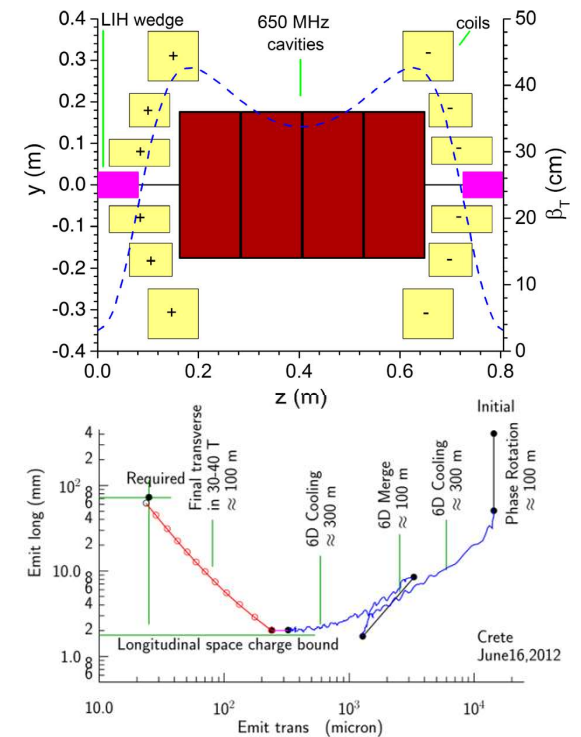 LIH wedge
650 MHz
cavities
coils
0.4
0.3
0.2
0.1
0.0
-0.1
-0.2
-0.3
-0.4
y (m)
50
40
30
20
10
0
βT (cm)
+
+
+
+
+
+
-
-
-
-
-
-
0.0
0.2
0.4
0.6
0.8
z (m)
Initial
Phase Rotation
≈ 100 m
6D Cooling
≈ 300 m
6D Merge
≈ 100 m
6D Cooling
≈ 300 m
Final transverse
in 30-40 T
≈ 100 m
Required
Longitudinal space charge bound
Crete
June16,2012
Emit long (mm)
4
2
10²
8
6
4
2
10.0
8
6
4
2
1.0
8
6
10.0
10²
10³
10⁴
Emit trans (micron)